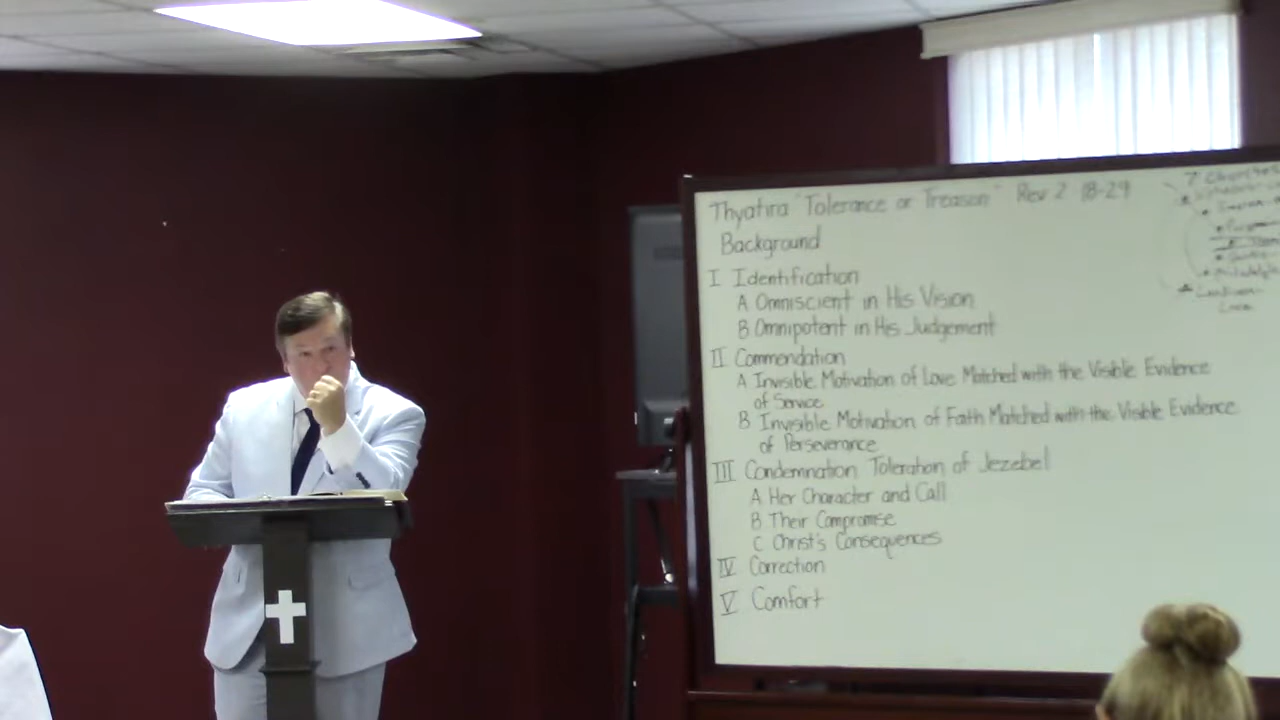 Thyatira "Tolerance or Treason" Rev 2 18-29
Background
I Identification
A Omniscient in His Vision
B Omnipotent in His Judgement
II Commendation
A Invisible Motivation of Love Matched with the Visible Evidence
of Service
B Invisible Motivation of Faith Matched with the Visible Evidence
of Perseverance
III Condemnation Toleration of Jezebel
A Her Character and Call
B Their Compromise
C Christ's Consequences
IV Correction
V Comfort
7 Churches